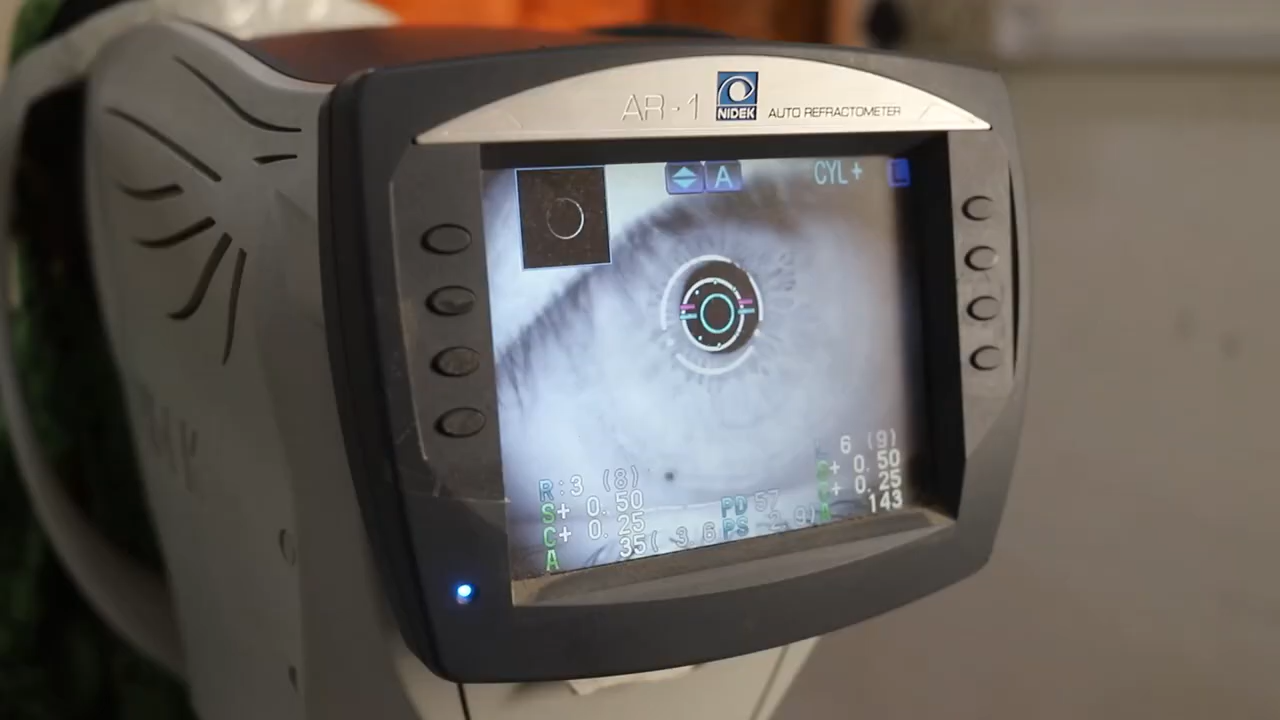 AR-1 NIDEK AUTO REFRACTOMETER
A CYL+ L
R:3 (8)
S+ 0.50
C+ 0.25
A 35
PD 57
PS
6 (9)
S+ 0.50
C+ 0.25
A 143